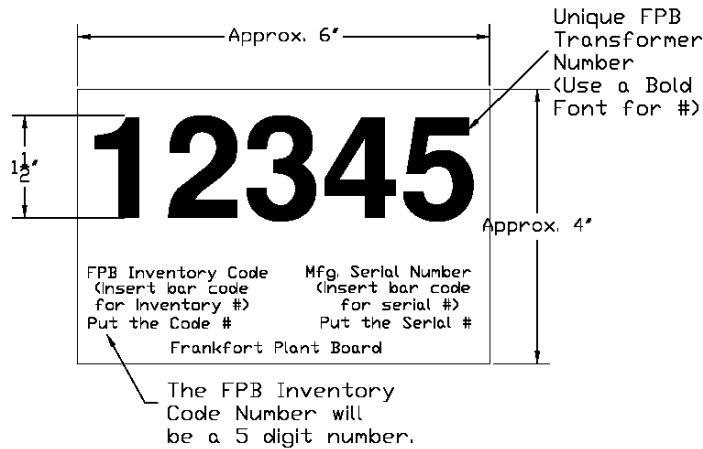 Approx. 6"
Unique FPB
Transformer
Number
(Use a Bold
Font for #)
12345
1½"
Approx. 4"
FPB Inventory Code
(Insert bar code
for Inventory #)
Put the Code #
Mfg. Serial Number
(Insert bar code
for serial #)
Put the Serial #
Frankfort Plant Board
The FPB Inventory
Code Number will
be a 5 digit number.